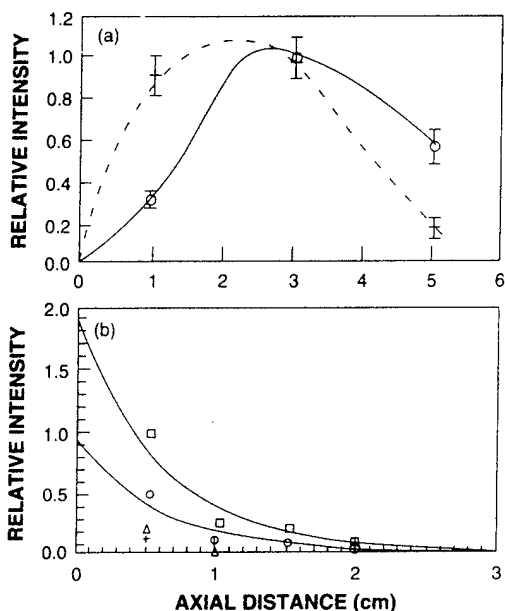 (a)
RELATIVE INTENSITY
1.2
1.0
0.8
0.6
0.4
0.2
0.0
0 1 2 3 4 5 6
(b)
RELATIVE INTENSITY
2.0
1.5
1.0
0.5
0.0
0 1 2 3
AXIAL DISTANCE (cm)